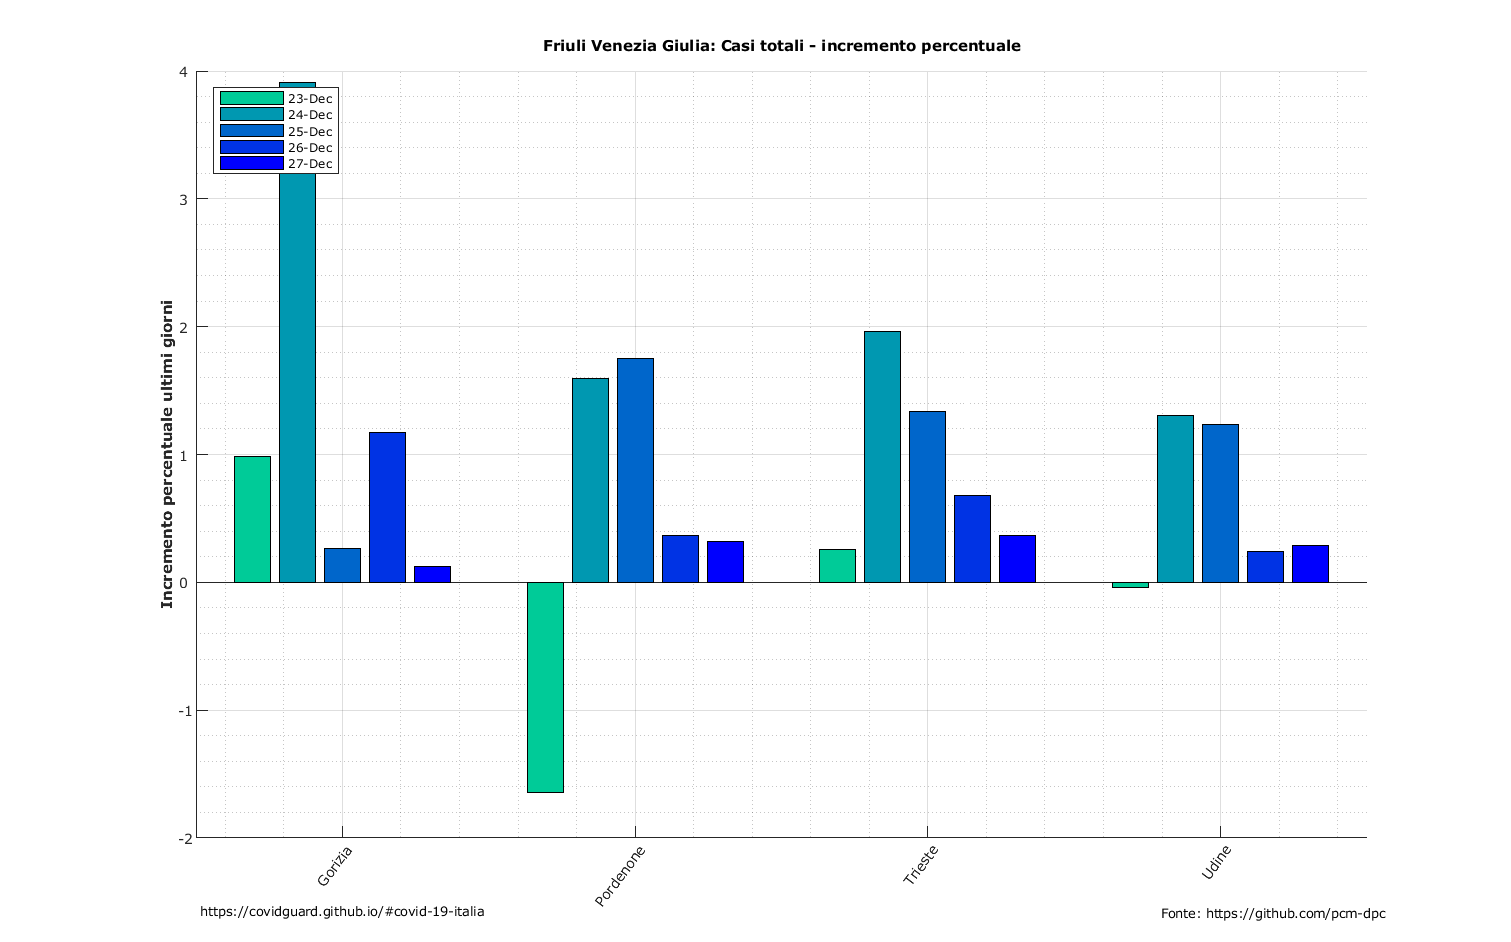 Friuli Venezia Giulia: Casi totali - incremento percentuale
Incremento percentuale ultimi giorni
4
3
2
1
0
-1
-2
23-Dec
24-Dec
25-Dec
26-Dec
27-Dec
Gorizia
Pordenone
Trieste
Udine
https://covidguard.github.io/#covid-19-italia
Fonte: https://github.com/pcm-dpc